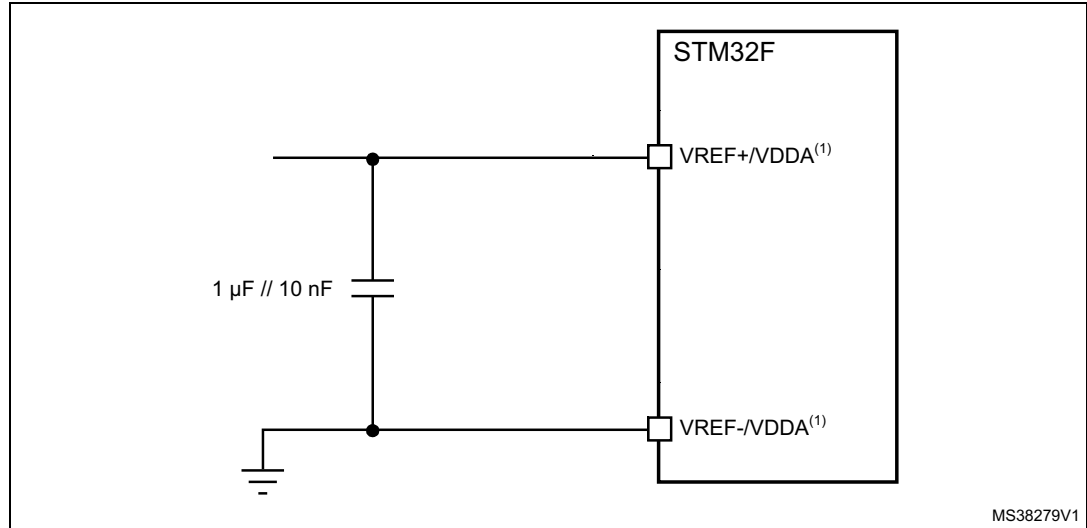 STM32F
VREF+/VDDA(1)
1 µF // 10 nF
VREF-/VDDA(1)
MS38279V1